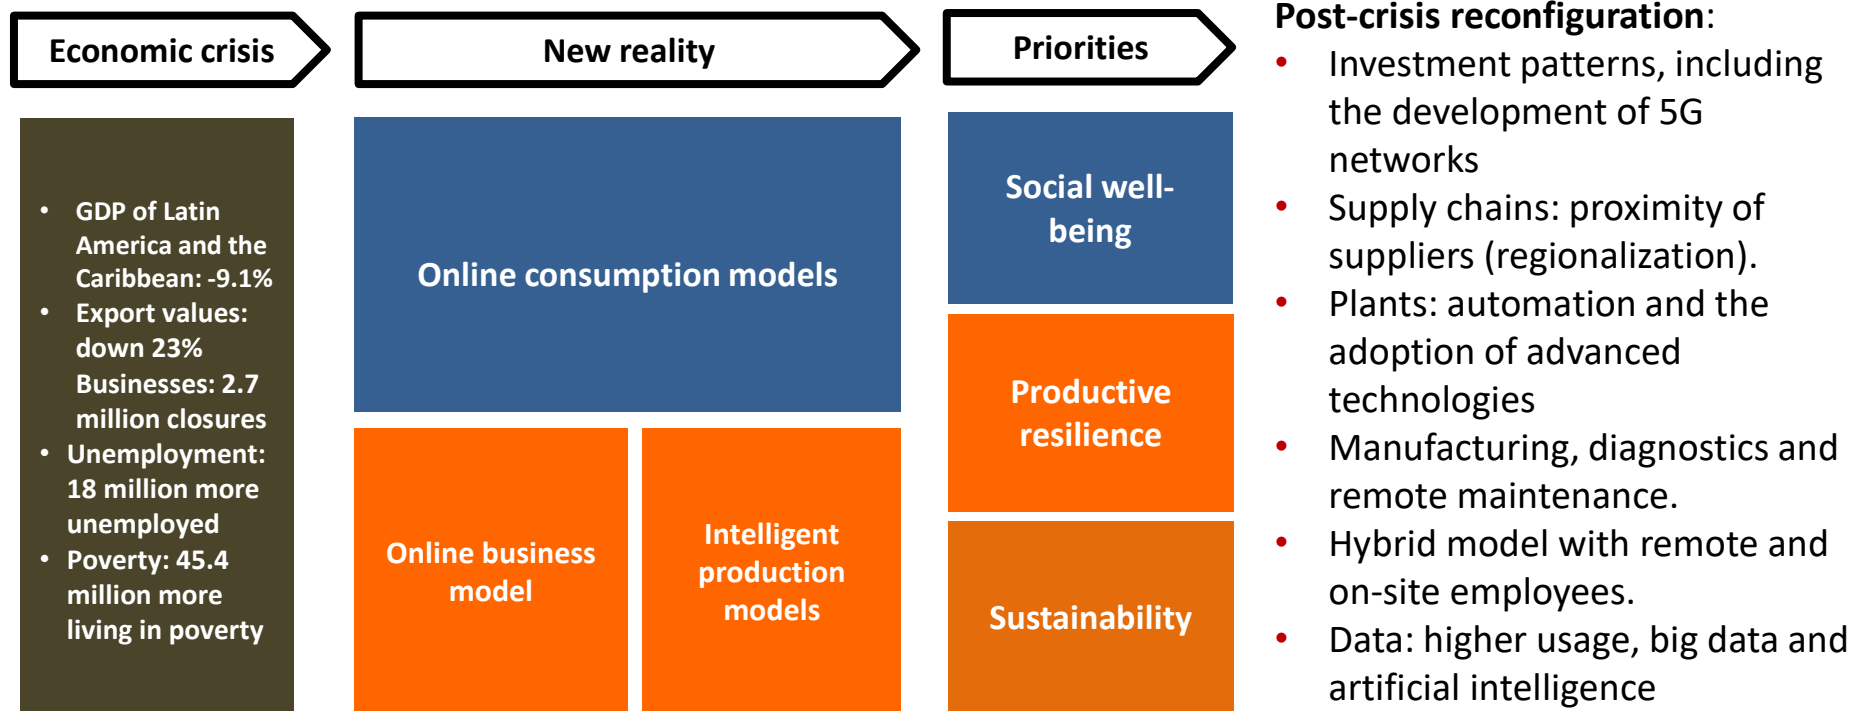 Economic crisis
New reality
Priorities
• GDP of Latin
America and the
Caribbean: -9.1%
• Export values:
down 23%
Businesses: 2.7
million closures
• Unemployment:
18 million more
unemployed
• Poverty: 45.4
million more
living in poverty
Online consumption models
Online business
model
Intelligent
production
models
Social well-
being
Productive
resilience
Sustainability
Post-crisis reconfiguration:
• Investment patterns, including
the development of 5G
networks
• Supply chains: proximity of
suppliers (regionalization).
• Plants: automation and the
adoption of advanced
technologies
• Manufacturing, diagnostics and
remote maintenance.
• Hybrid model with remote and
on-site employees.
• Data: higher usage, big data and
artificial intelligence